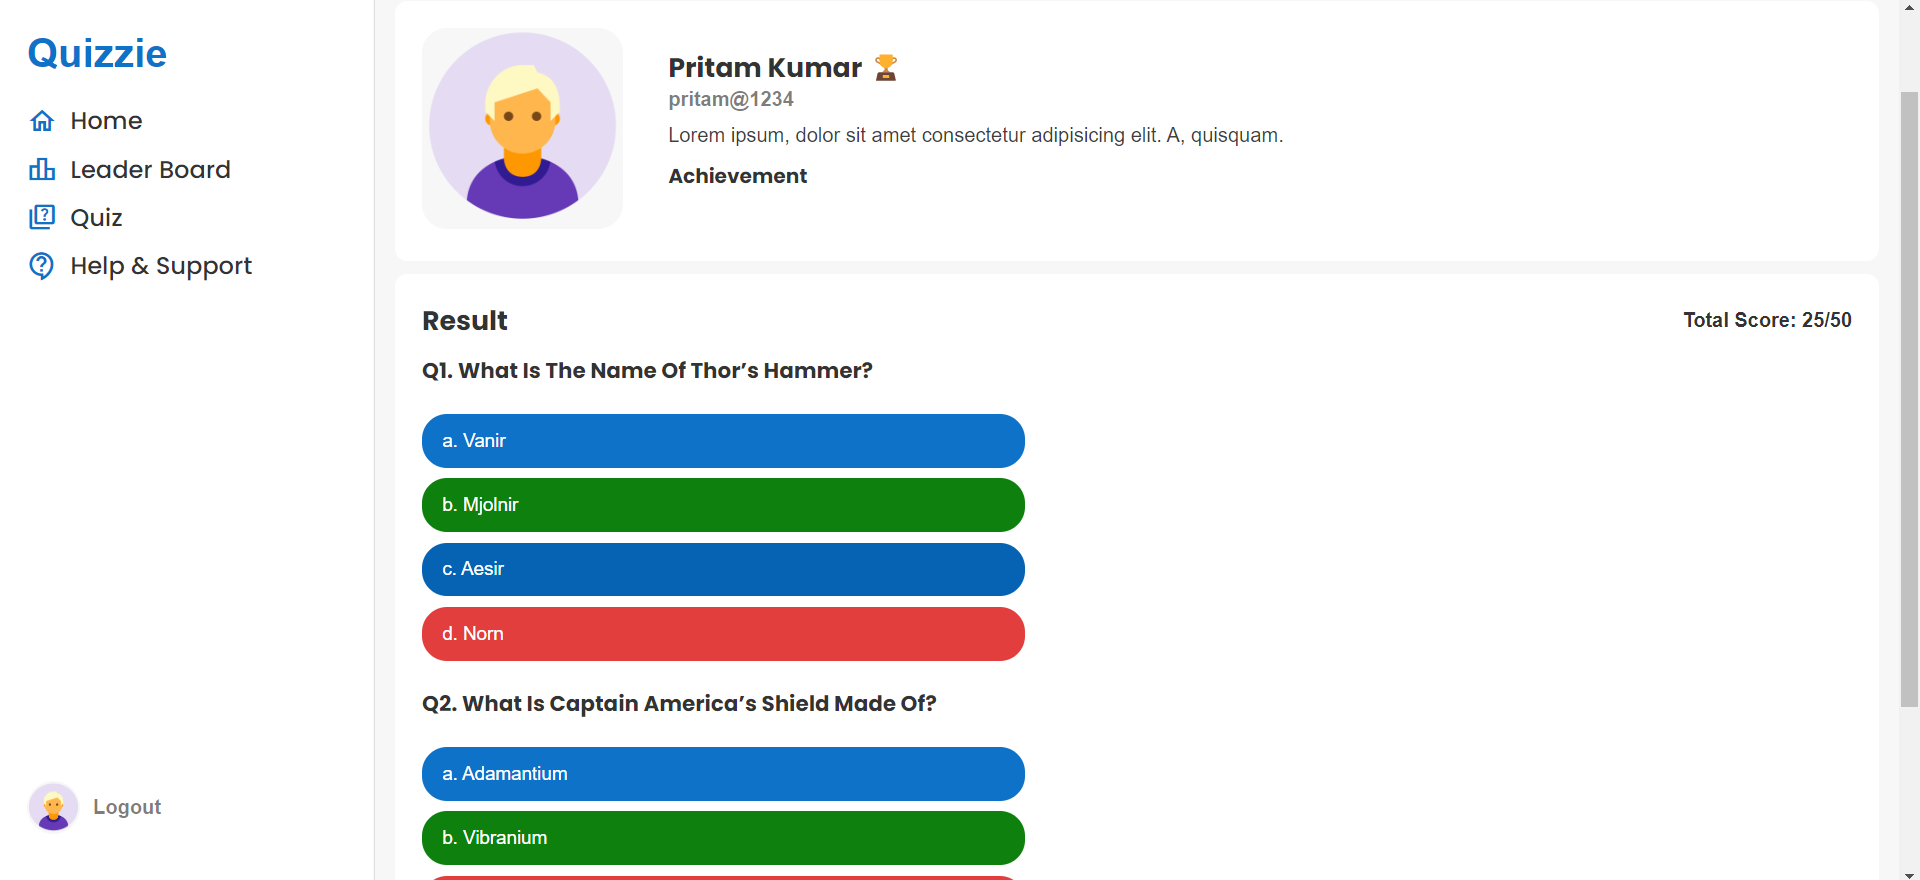 Quizzie
Home
Leader Board
Quiz
Help & Support
Logout
Pritam Kumar
pritam@1234
Lorem ipsum, dolor sit amet consectetur adipisicing elit. A, quisquam.
Achievement
Result
Total Score: 25/50
Q1. What Is The Name Of Thor’s Hammer?
a. Vanir
b. Mjolnir
c. Aesir
d. Norn
Q2. What Is Captain America’s Shield Made Of?
a. Adamantium
b. Vibranium